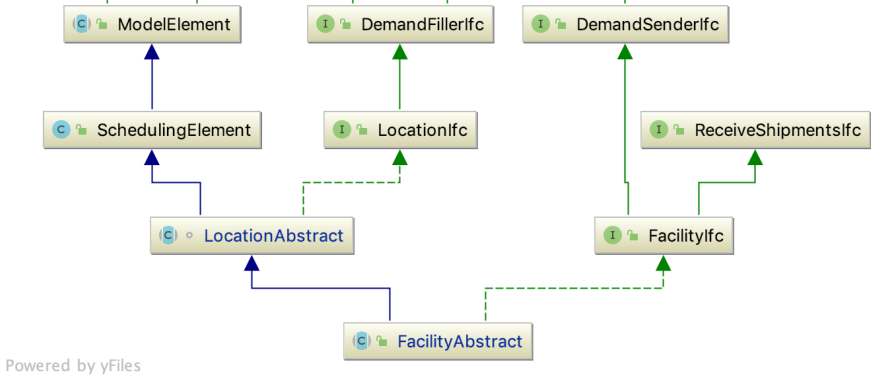 C ModelElement
I DemandFillerIfc
I DemandSenderIfc
C SchedulingElement
I LocationIfc
I ReceiveShipmentsIfc
C LocationAbstract
I FacilityIfc
C FacilityAbstract
Powered by yFiles